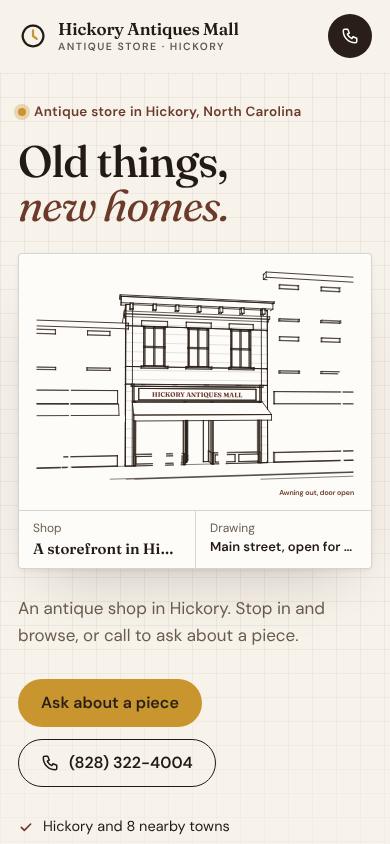 Hickory Antiques Mall
ANTIQUE STORE · HICKORY
Antique store in Hickory, North Carolina
Old things,
new homes.
HICKORY ANTIQUES MALL
Awning out, door open
Shop
A storefront in Hi...
Drawing
Main street, open for ...
An antique shop in Hickory. Stop in and
browse, or call to ask about a piece.
Ask about a piece
(828) 322-4004
Hickory and 8 nearby towns